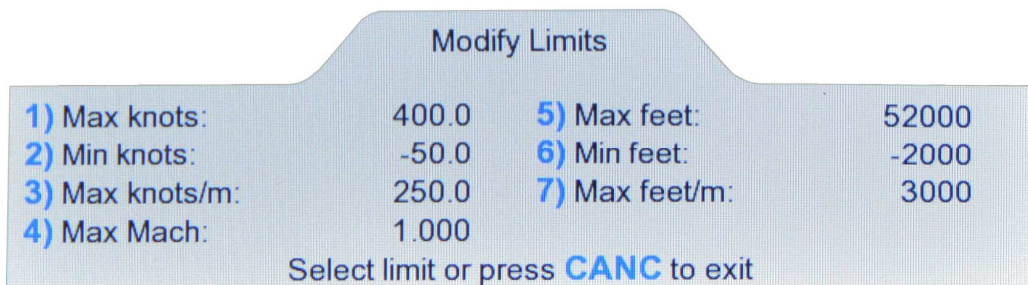 Modify Limits
1) Max knots: 400.0 5) Max feet: 52000
2) Min knots: -50.0 6) Min feet: -2000
3) Max knots/m: 250.0 7) Max feet/m: 3000
4) Max Mach: 1.000
Select limit or press CANC to exit